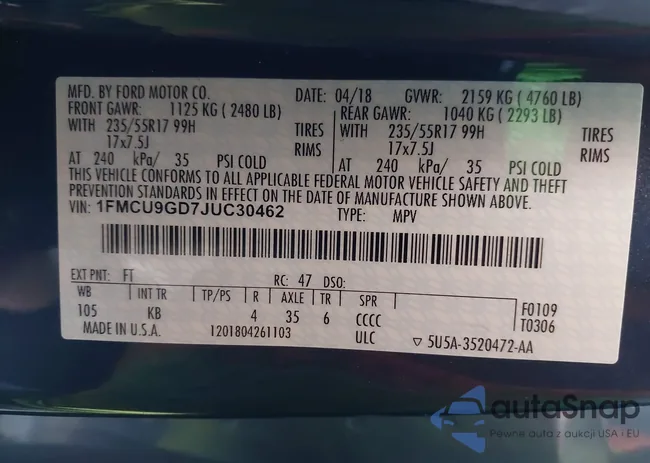 MFD. BY FORD MOTOR CO. DATE: 04/18 GVWR: 2159 KG ( 4760 LB)
FRONT GAWR: 1125 KG ( 2480 LB) REAR GAWR: 1040 KG ( 2293 LB)
WITH 235/55R17 99H TIRES WITH 235/55R17 99H TIRES
17x7.5J RIMS 17x7.5J RIMS
AT 240 kPa/ 35 PSI COLD AT 240 kPa/ 35 PSI COLD
THIS VEHICLE CONFORMS TO ALL APPLICABLE FEDERAL MOTOR VEHICLE SAFETY AND THEFT
PREVENTION STANDARDS IN EFFECT ON THE DATE OF MANUFACTURE SHOWN ABOVE.
VIN: 1FMCU9GD7JUC30462 TYPE: MPV
EXT PNT: FT RC: 47 DSO:
WB INT TR TP/PS R AXLE TR SPR F0109
105 KB 4 35 6 CCCC T0306
MADE IN U.S.A. 1201804261103 ULC ▽ 5U5A-3520472-AA
autoSnap
Pewne auta z aukcji USA i EU